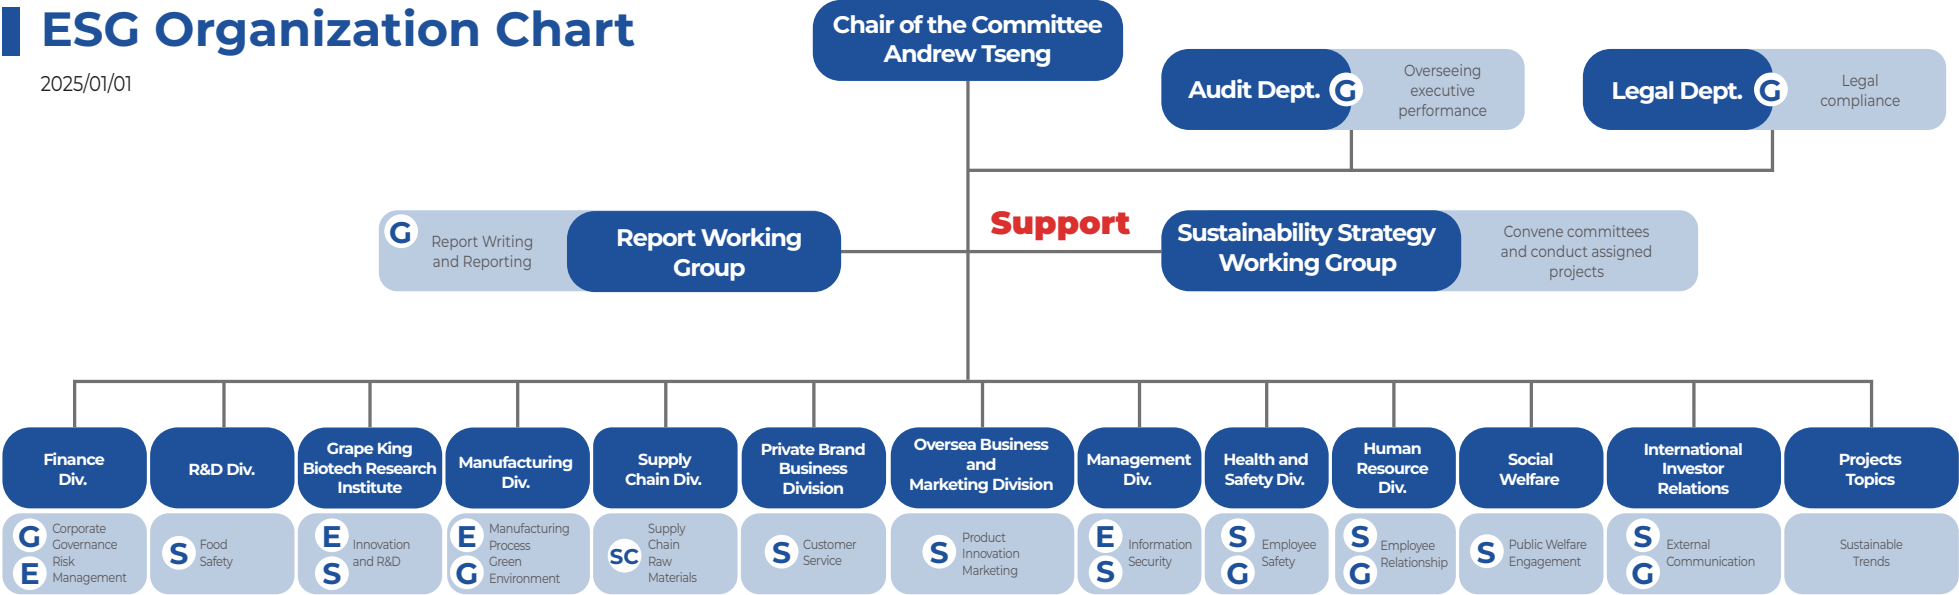 ESG Organization Chart
2025/01/01
Chair of the Committee
Andrew Tseng
Audit Dept.
G
Overseeing
executive
performance
Legal Dept.
G
Legal
compliance
G
Report Writing
and Reporting
Report Working
Group
Support
Sustainability Strategy
Working Group
Convene committees
and conduct assigned
projects
Finance
Div.
G
E
Corporate
Governance
Risk
Management
R&D Div.
S
Food
Safety
Grape King
Biotech Research
Institute
E
S
Innovation
and R&D
Manufacturing
Div.
E
G
Manufacturing
Process
Green
Environment
Supply
Chain Div.
SC
Supply
Chain
Raw
Materials
Private Brand
Business
Division
S
Customer
Service
Oversea Business
and
Marketing Division
S
Product
Innovation
Marketing
Management
Div.
E
S
Information
Security
Health and
Safety Div.
S
G
Employee
Safety
Human
Resource
Div.
S
G
Employee
Relationship
Social
Welfare
S
Public Welfare
Engagement
International
Investor
Relations
S
G
External
Communication
Projects
Topics
Sustainable
Trends